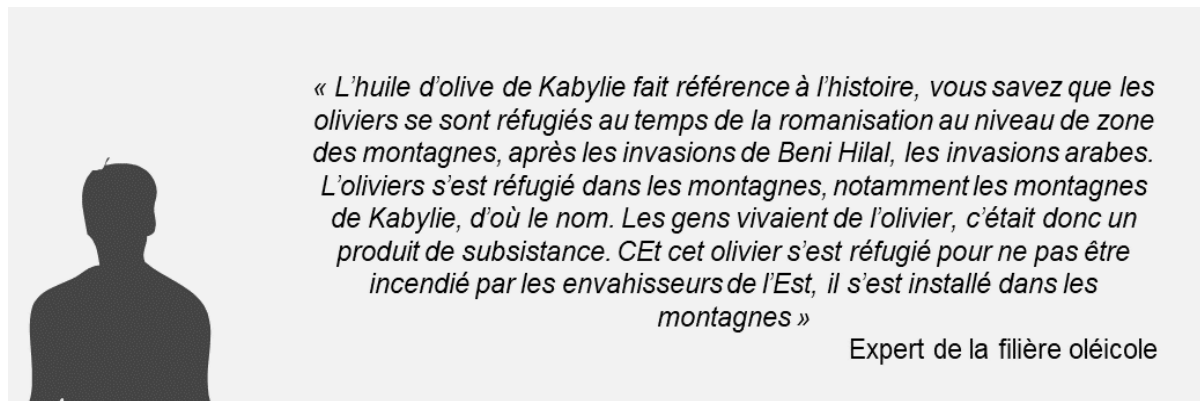 « L’huile d’olive de Kabylie fait référence à l’histoire, vous savez que les
oliviers se sont réfugiés au temps de la romanisation au niveau de zone
des montagnes, après les invasions de Beni Hilal, les invasions arabes.
L’oliviers s’est réfugié dans les montagnes, notamment les montagnes
de Kabylie, d’où le nom. Les gens vivaient de l’olivier, c’était donc un
produit de subsistance. CEt cet olivier s’est réfugié pour ne pas être
incendié par les envahisseurs de l’Est, il s’est installé dans les
montagnes »
Expert de la filière oléicole